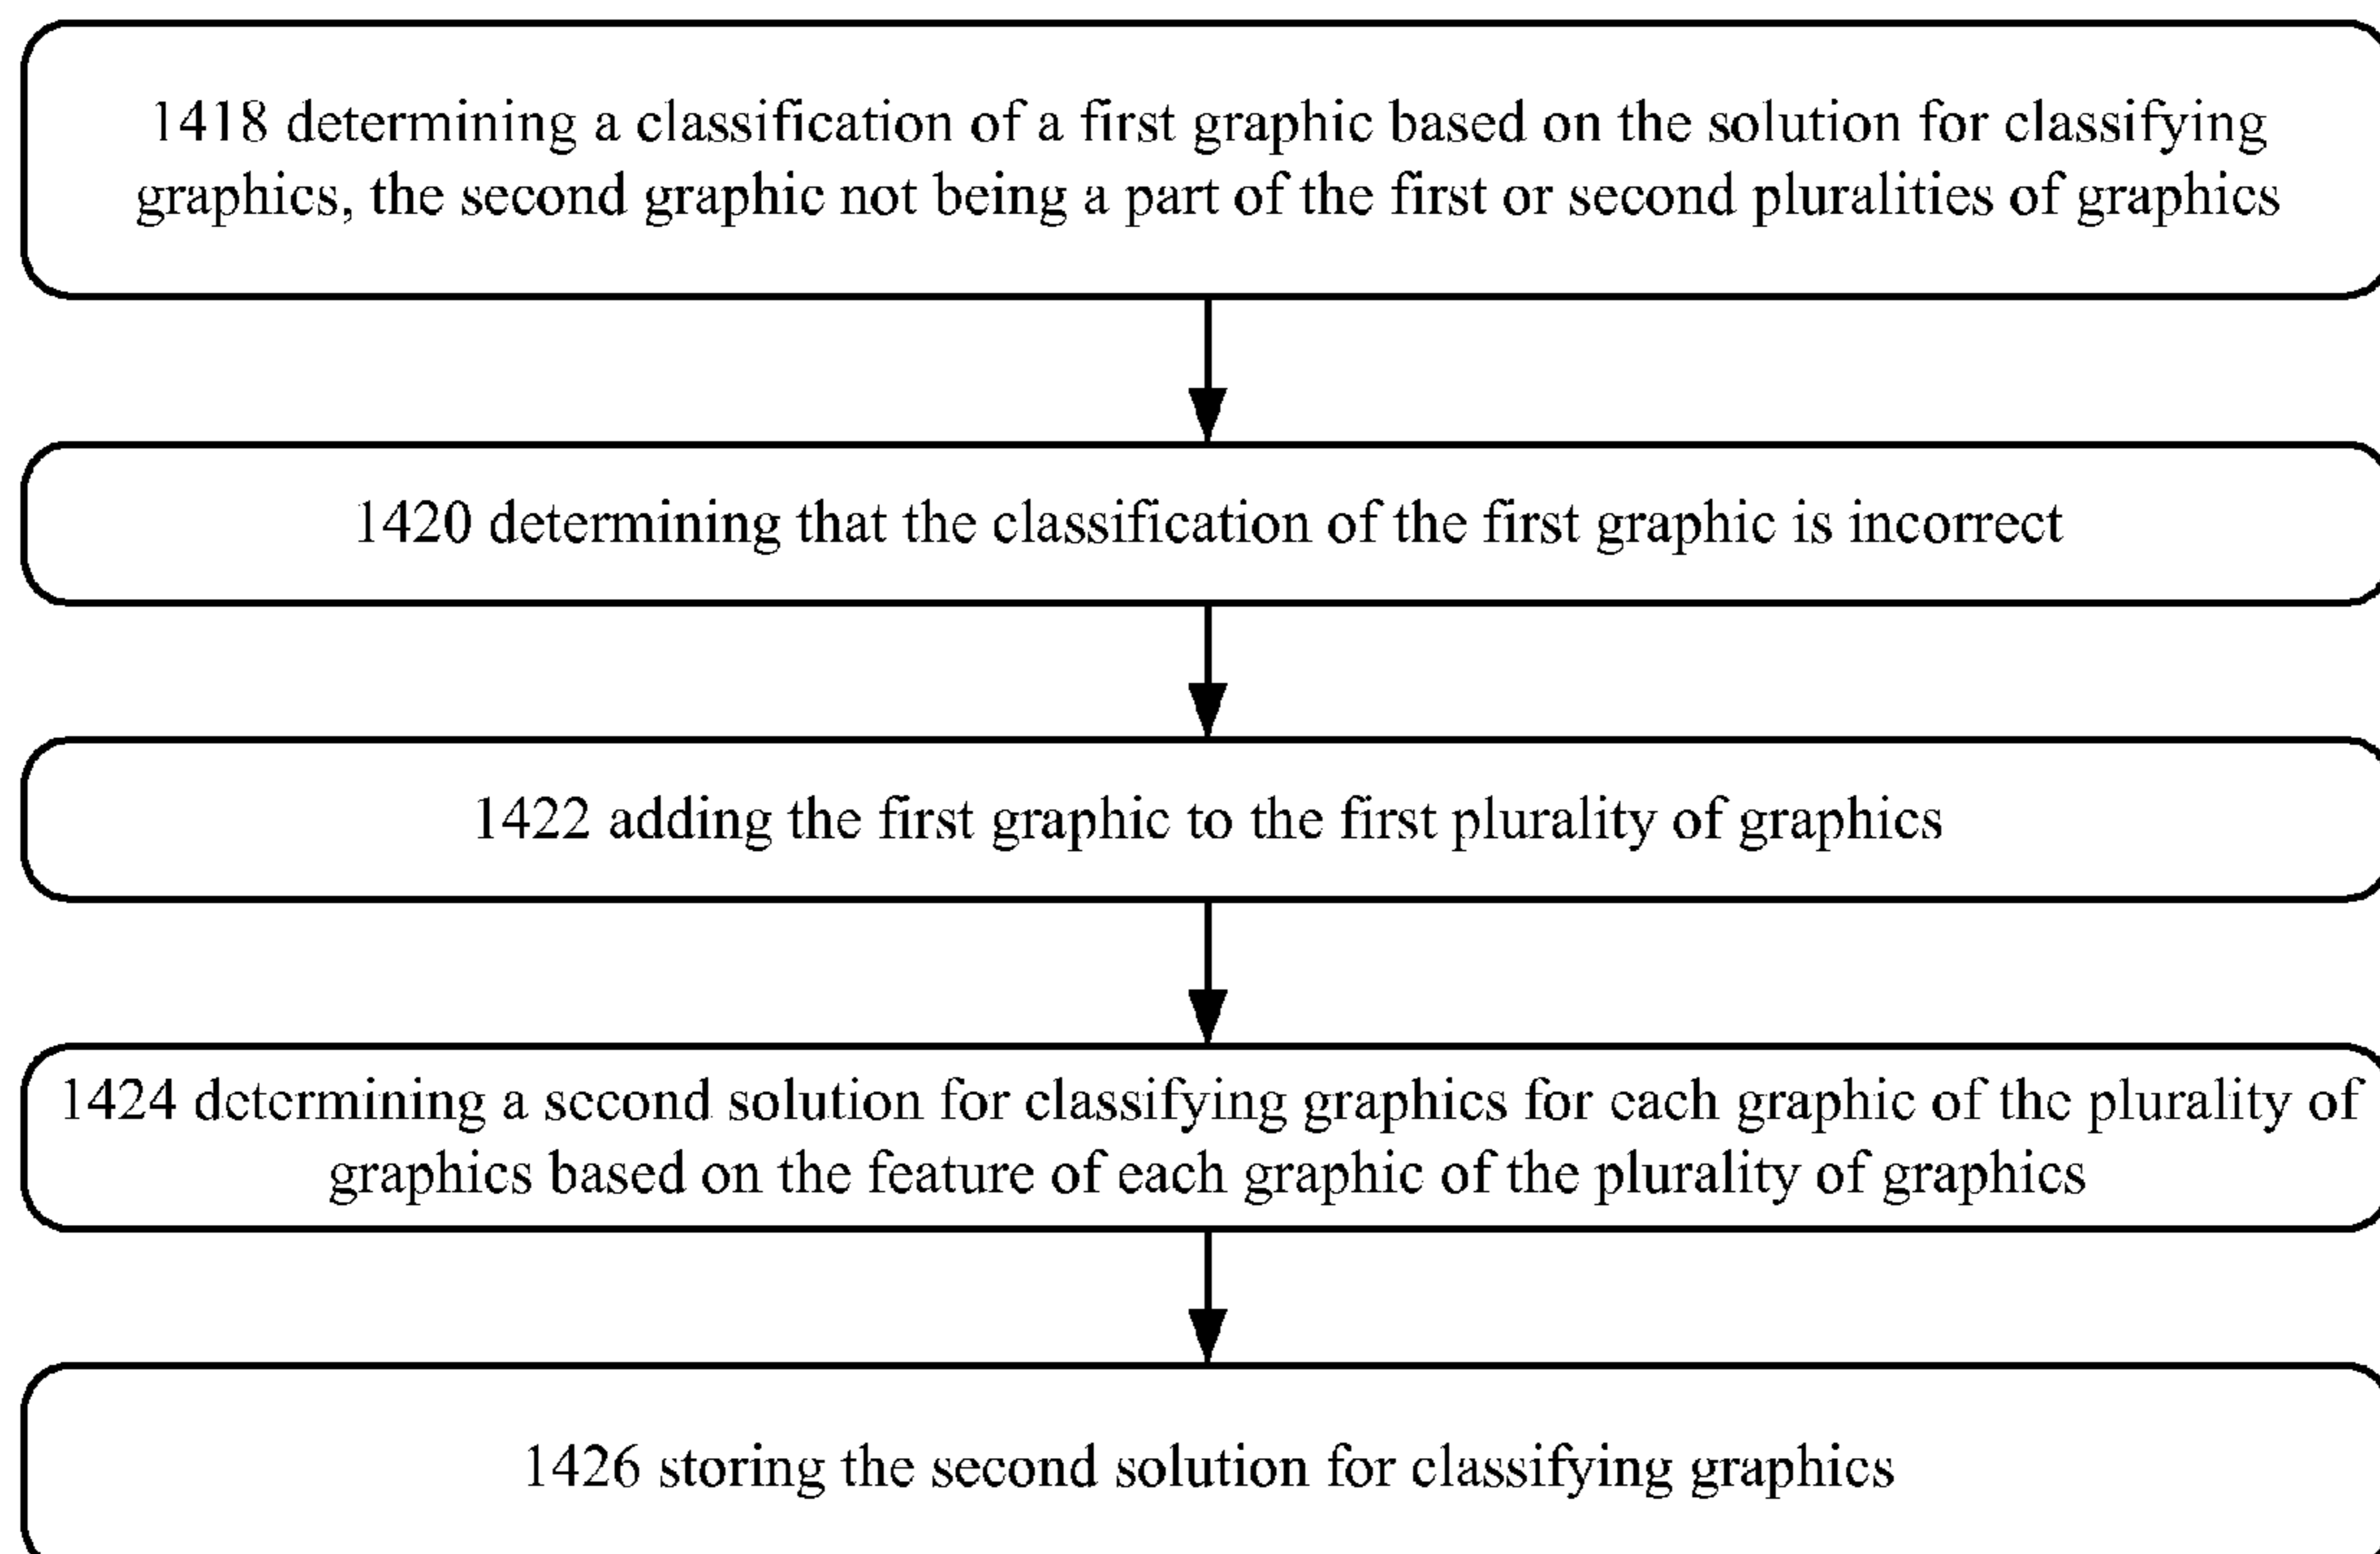 1418 determining a classification of a first graphic based on the solution for classifying
graphics, the second graphic not being a part of the first or second pluralities of graphics
1420 determining that the classification of the first graphic is incorrect
1422 adding the first graphic to the first plurality of graphics
1424 determining a second solution for classifying graphics for each graphic of the plurality of
graphics based on the feature of each graphic of the plurality of graphics
1426 storing the second solution for classifying graphics